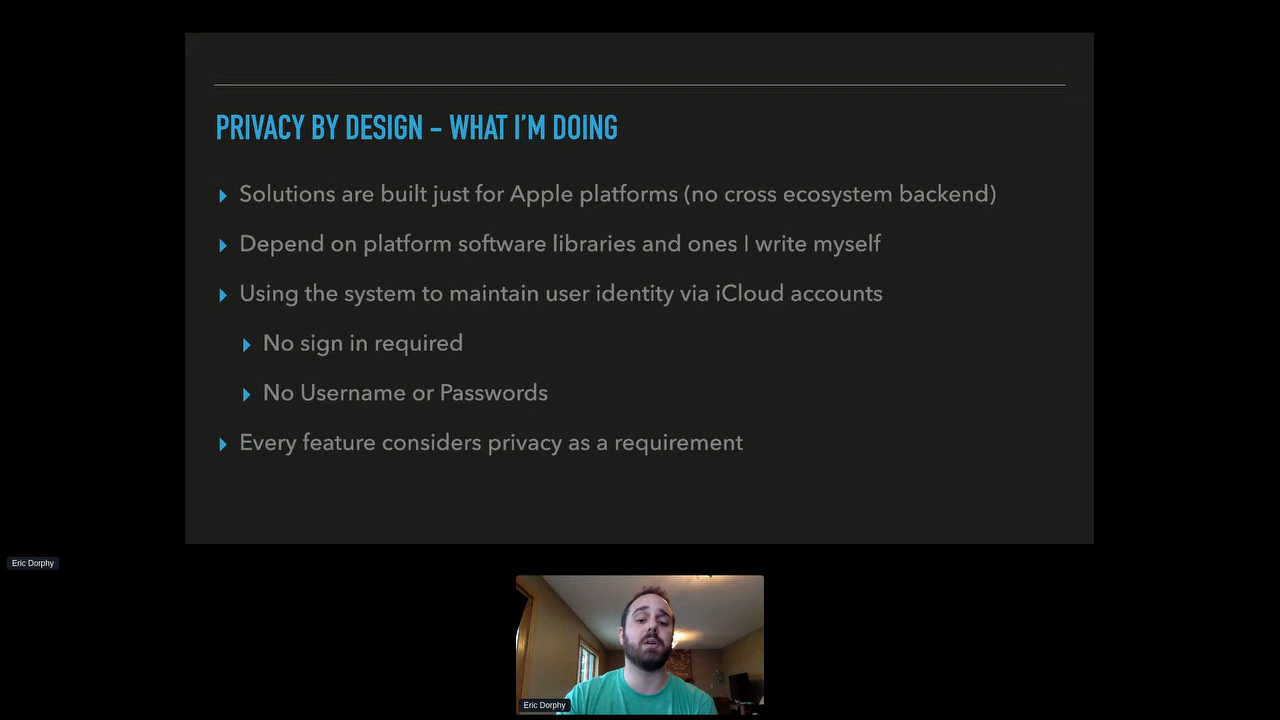 PRIVACY BY DESIGN – WHAT I'M DOING
Solutions are built just for Apple platforms (no cross ecosystem backend)
Depend on platform software libraries and ones I write myself
Using the system to maintain user identity via iCloud accounts
No sign in required
No Username or Passwords
Every feature considers privacy as a requirement
Eric Dorphy
Eric Dorphy